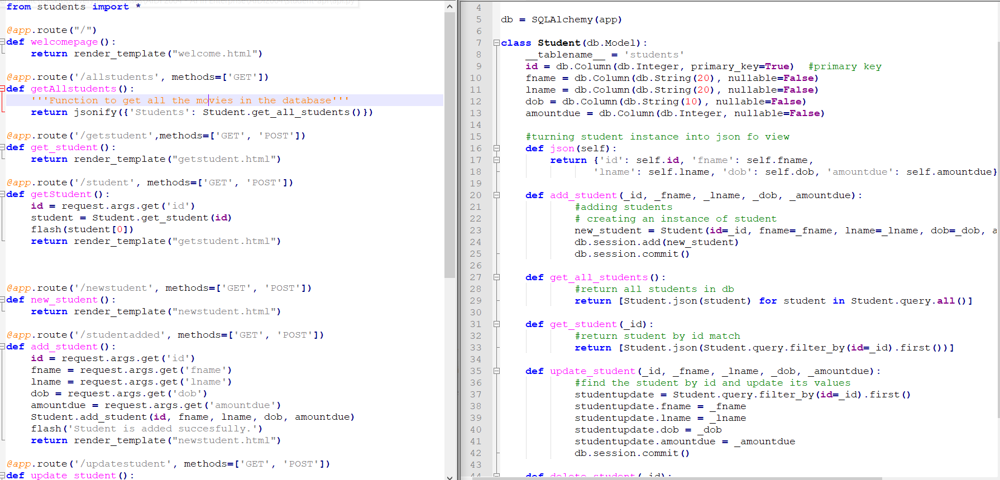 from students import *
@app.route("/")
def welcomepage():
    return render_template("welcome.html")
@app.route('/allstudents', methods=['GET'])
def getAllstudents():
    '''Function to get all the movies in the database'''
    return jsonify({'Students': Student.get_all_students()})
@app.route('/getstudent',methods=['GET', 'POST'])
def get_student():
    return render_template("getstudent.html")
@app.route('/student', methods=['GET', 'POST'])
def getStudent():
    id = request.args.get('id')
    student = Student.get_student(id)
    flash(student[0])
    return render_template("getstudent.html")
@app.route('/newstudent', methods=['GET', 'POST'])
def new_student():
    return render_template("newstudent.html")
@app.route('/studentadded', methods=['GET', 'POST'])
def add_student():
    id = request.args.get('id')
    fname = request.args.get('fname')
    lname = request.args.get('lname')
    dob = request.args.get('dob')
    amountdue = request.args.get('amountdue')
    Student.add_student(id, fname, lname, dob, amountdue)
    flash('Student is added succesfully.')
    return render_template("newstudent.html")
@app.route('/updatestudent', methods=['GET', 'POST'])
def update_student():
4
5 db = SQLAlchemy(app)
6
7 class Student(db.Model):
8     __tablename__ = 'students'
9     id = db.Column(db.Integer, primary_key=True)  #primary key
10     fname = db.Column(db.String(20), nullable=False)
11     lname = db.Column(db.String(20), nullable=False)
12     dob = db.Column(db.String(10), nullable=False)
13     amountdue = db.Column(db.Integer, nullable=False)
14
15     #turning student instance into json fo view
16     def json(self):
17         return {'id': self.id, 'fname': self.fname,
18                'lname': self.lname, 'dob': self.dob, 'amountdue': self.amountdue}
19
20     def add_student(_id, _fname, _lname, _dob, _amountdue):
21             #adding students
22             # creating an instance of student
23             new_student = Student(id=_id, fname=_fname, lname=_lname, dob=_dob, a
24             db.session.add(new_student)
25             db.session.commit()
26
27     def get_all_students():
28             #return all students in db
29             return [Student.json(student) for student in Student.query.all()]
30
31     def get_student(_id):
32             #return student by id match
33             return [Student.json(Student.query.filter_by(id=_id).first())]
34
35     def update_student(_id, _fname, _lname, _dob, _amountdue):
36             #find the student by id and update its values
37             studentupdate = Student.query.filter_by(id=_id).first()
38             studentupdate.fname = _fname
39             studentupdate.lname = _lname
40             studentupdate.dob = _dob
41             studentupdate.amountdue = _amountdue
42             db.session.commit()
43
44     def delete_student(_id):